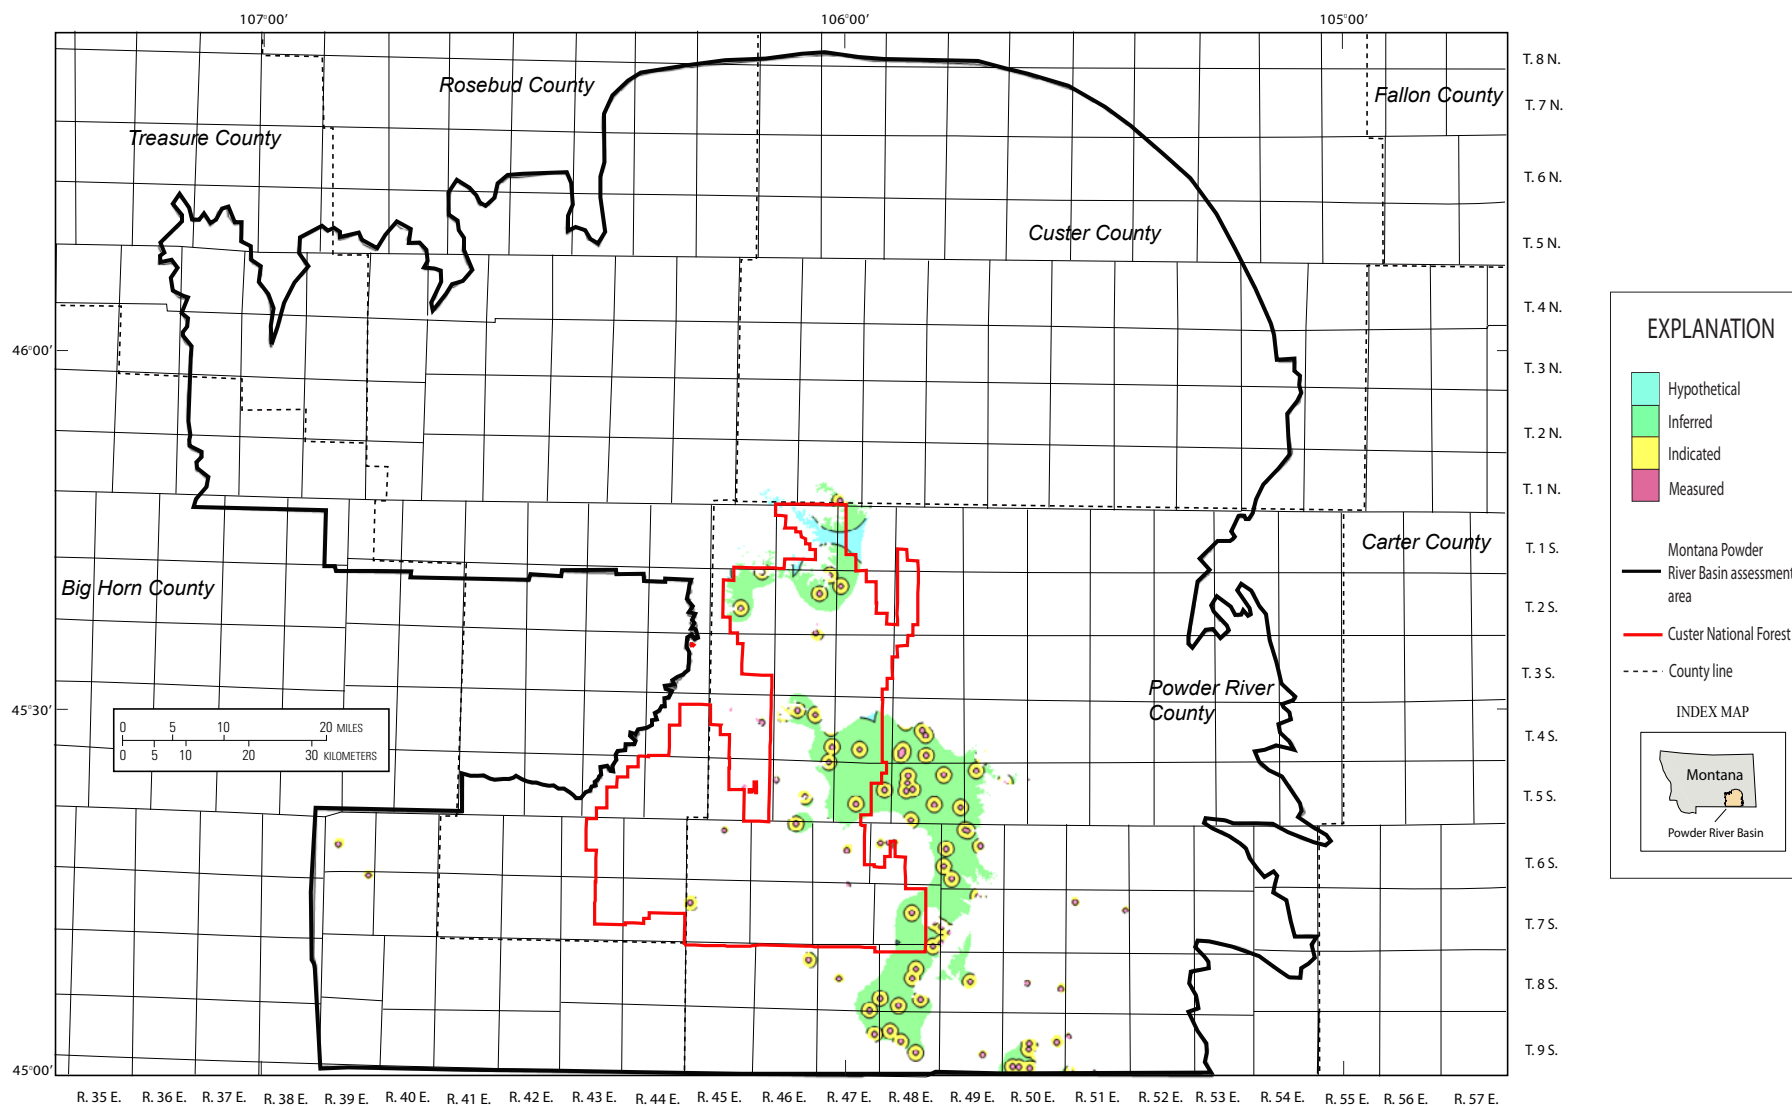 107°00′ 106°00′ 105°00′
Rosebud County
Fallon County
Treasure County
Custer County
Big Horn County
Carter County
Powder River
County
46°00′
45°30′
45°00′
T. 8 N.
T. 7 N.
T. 6 N.
T. 5 N.
T. 4 N.
T. 3 N.
T. 2 N.
T. 1 N.
T. 1 S.
T. 2 S.
T. 3 S.
T. 4 S.
T. 5 S.
T. 6 S.
T. 7 S.
T. 8 S.
T. 9 S.
0 5 10 20 MILES
0 5 10 20 30 KILOMETERS
R. 35 E. R. 36 E. R. 37 E. R. 38 E. R. 39 E. R. 40 E. R. 41 E. R. 42 E. R. 43 E. R. 44 E. R. 45 E. R. 46 E. R. 47 E. R. 48 E. R. 49 E. R. 50 E. R. 51 E. R. 52 E. R. 53 E. R. 54 E. R. 55 E. R. 56 E. R. 57 E.
EXPLANATION
Hypothetical
Inferred
Indicated
Measured
Montana Powder
River Basin assessment
area
Custer National Forest
County line
INDEX MAP
Montana
Powder River Basin